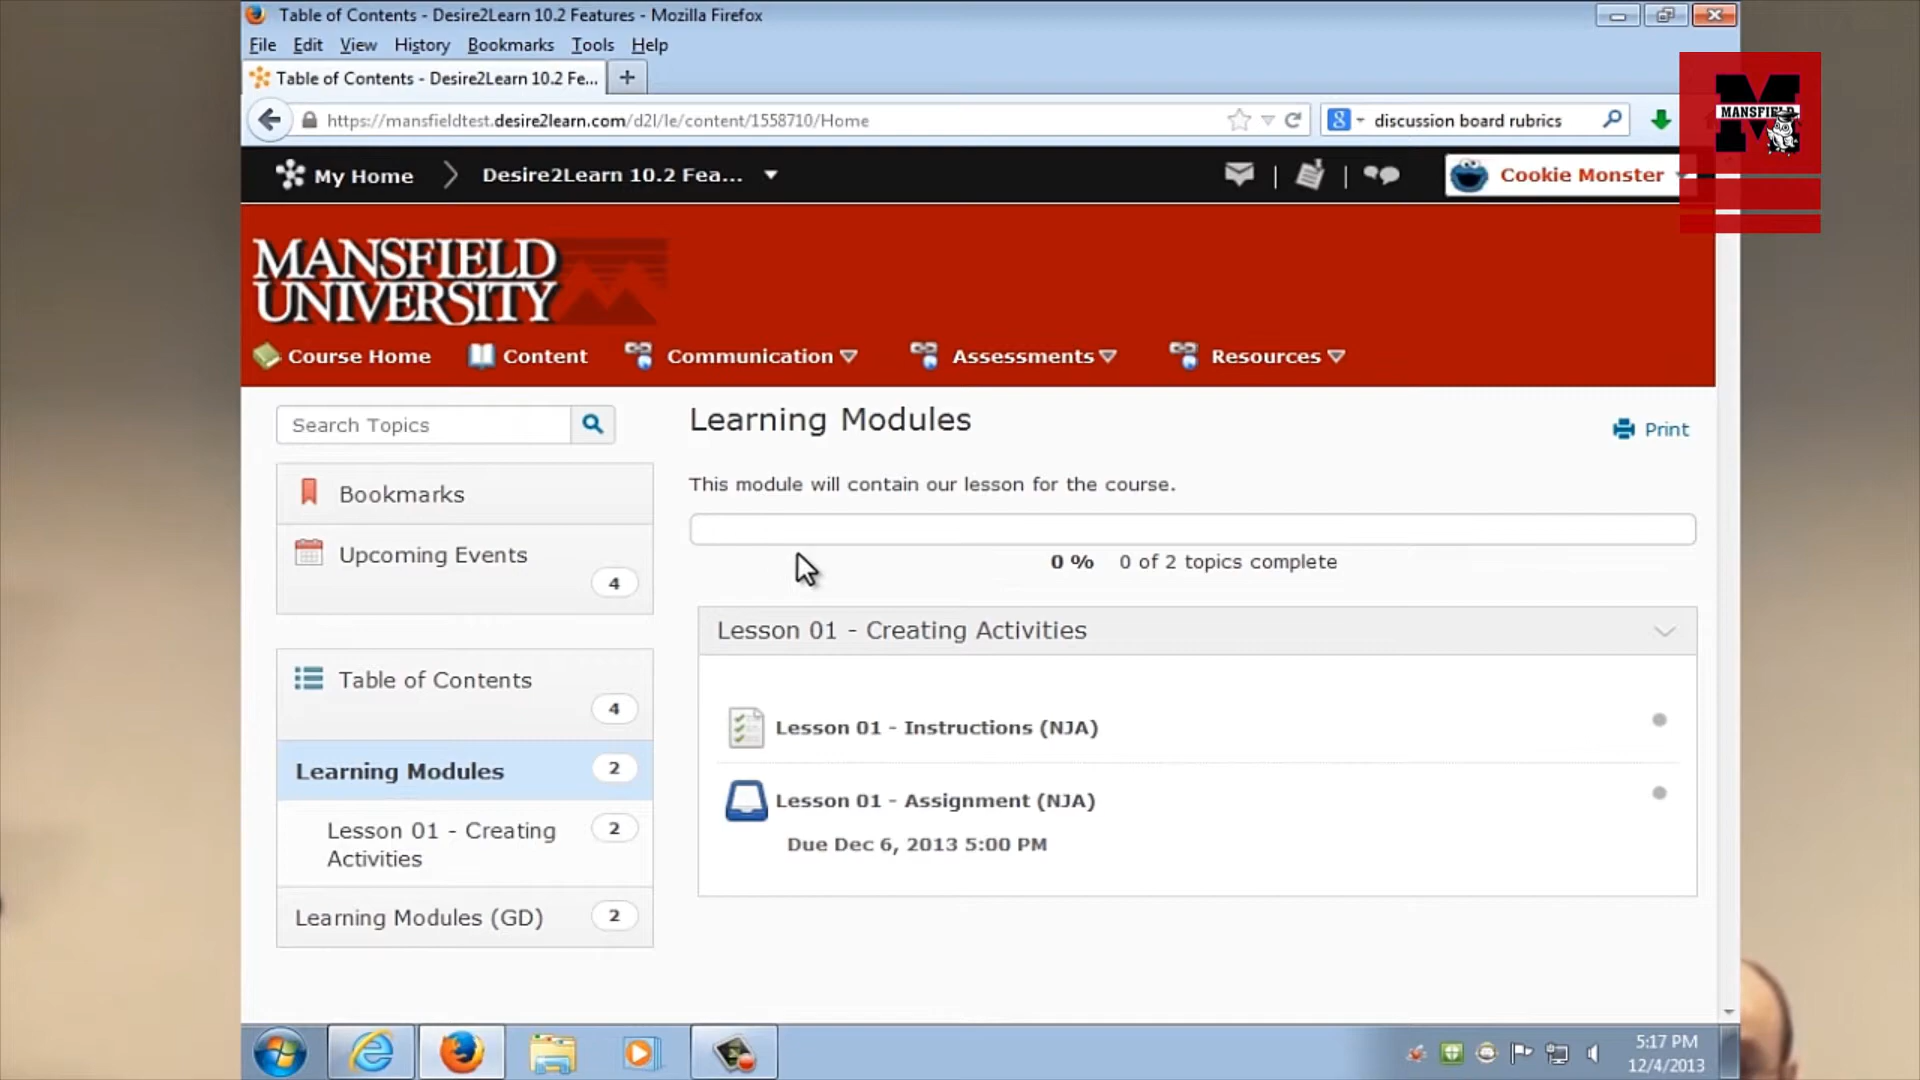 Table of Contents - Desire2Learn 10.2 Features - Mozilla Firefox
File Edit View History Bookmarks Tools Help
Table of Contents - Desire2Learn 10.2 Fe...
https://mansfieldtest.desire2learn.com/d2l/le/content/1558710/Home
8 discussion board rubrics
M
MANSFIELD
My Home Desire2Learn 10.2 Fea... Cookie Monster
MANSFIELD
UNIVERSITY
Course Home Content Communication Assessments Resources
Search Topics
Bookmarks
Upcoming Events
4
Table of Contents
4
Learning Modules 2
Lesson 01 - Creating 2
Activities
Learning Modules (GD) 2
Learning Modules
Print
This module will contain our lesson for the course.
0 % 0 of 2 topics complete
Lesson 01 - Creating Activities
Lesson 01 - Instructions (NJA)
Lesson 01 - Assignment (NJA)
Due Dec 6, 2013 5:00 PM
5:17 PM
12/4/2013